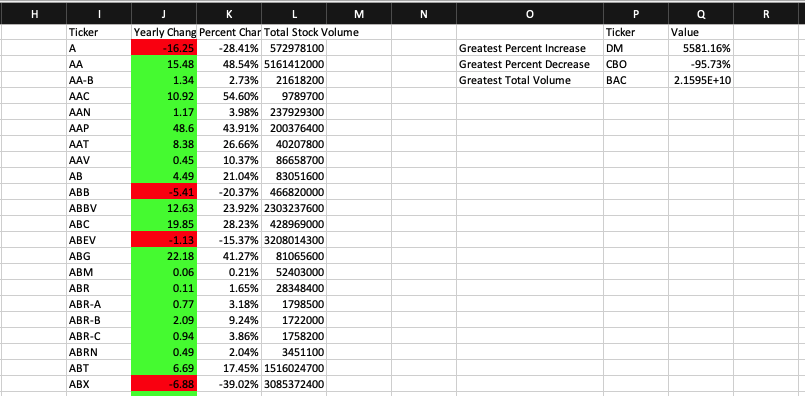 H I J K L M N O P Q R
Ticker Yearly Chang Percent Char Total Stock Volume Ticker Value
A -16.25 -28.41% 572978100 Greatest Percent Increase DM 5581.16%
AA 15.48 48.54% 5161412000 Greatest Percent Decrease CBO -95.73%
AA-B 1.34 2.73% 21618200 Greatest Total Volume BAC 2.1595E+10
AAC 10.92 54.60% 9789700
AAN 1.17 3.98% 237929300
AAP 48.6 43.91% 200376400
AAT 8.38 26.66% 40207800
AAV 0.45 10.37% 86658700
AB 4.49 21.04% 83051600
ABB -5.41 -20.37% 466820000
ABBV 12.63 23.92% 2303237600
ABC 19.85 28.23% 428969000
ABEV -1.13 -15.37% 3208014300
ABG 22.18 41.27% 81065600
ABM 0.06 0.21% 52403000
ABR 0.11 1.65% 28348400
ABR-A 0.77 3.18% 1798500
ABR-B 2.09 9.24% 1722000
ABR-C 0.94 3.86% 1758200
ABRN 0.49 2.04% 3451100
ABT 6.69 17.45% 1516024700
ABX -6.88 -39.02% 3085372400